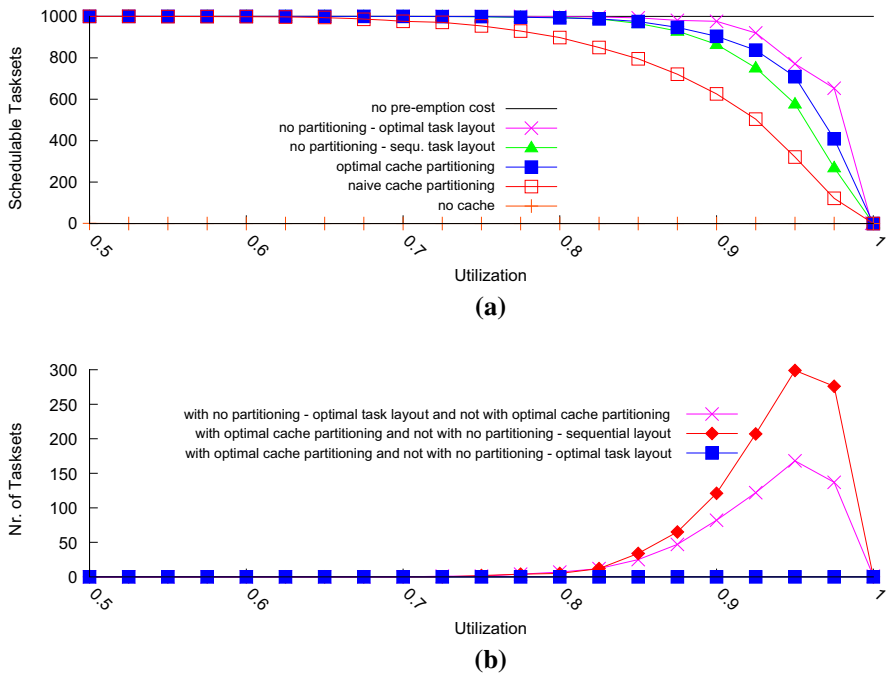 1000
800
600
400
200
0
Schedulable Tasksets
no pre-emption cost
no partitioning - optimal task layout
no partitioning - sequ. task layout
optimal cache partitioning
naive cache partitioning
no cache
0.5
0.6
0.7
0.8
0.9
1
Utilization
(a)
300
250
200
150
100
50
0
Nr. of Tasksets
with no partitioning - optimal task layout and not with optimal cache partitioning
with optimal cache partitioning and not with no partitioning - sequential layout
with optimal cache partitioning and not with no partitioning - optimal task layout
0.5
0.6
0.7
0.8
0.9
1
Utilization
(b)